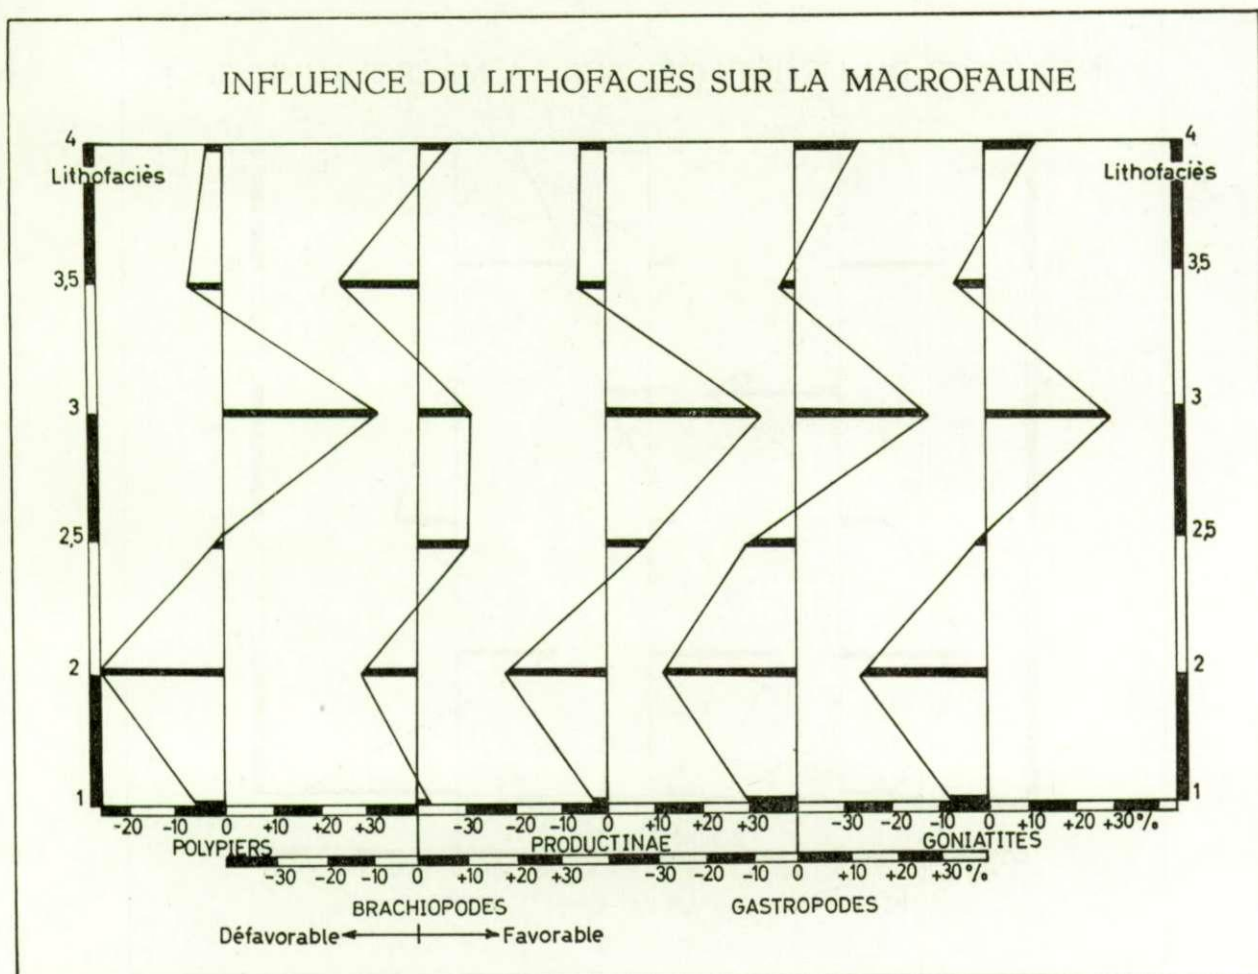 INFLUENCE DU LITHOFACIÈS SUR LA MACROFAUNE
4 4
Lithofaciès Lithofaciès
3,5 3,5
3 3
2,5 2,5
2 2
1 1
-20 -10 0 +10 +20 +30 -30 -20 -10 0 +10 +30 -30 -20 -10 0 +10 +20 +30%
POLYPIERS PRODUCTINAE GONIATITES
-30 -20 -10 0 +10 +20 +30 -30 -20 -10 0 +10 +20 +30%
BRACHIOPODES GASTROPODES
Défavorable Favorable